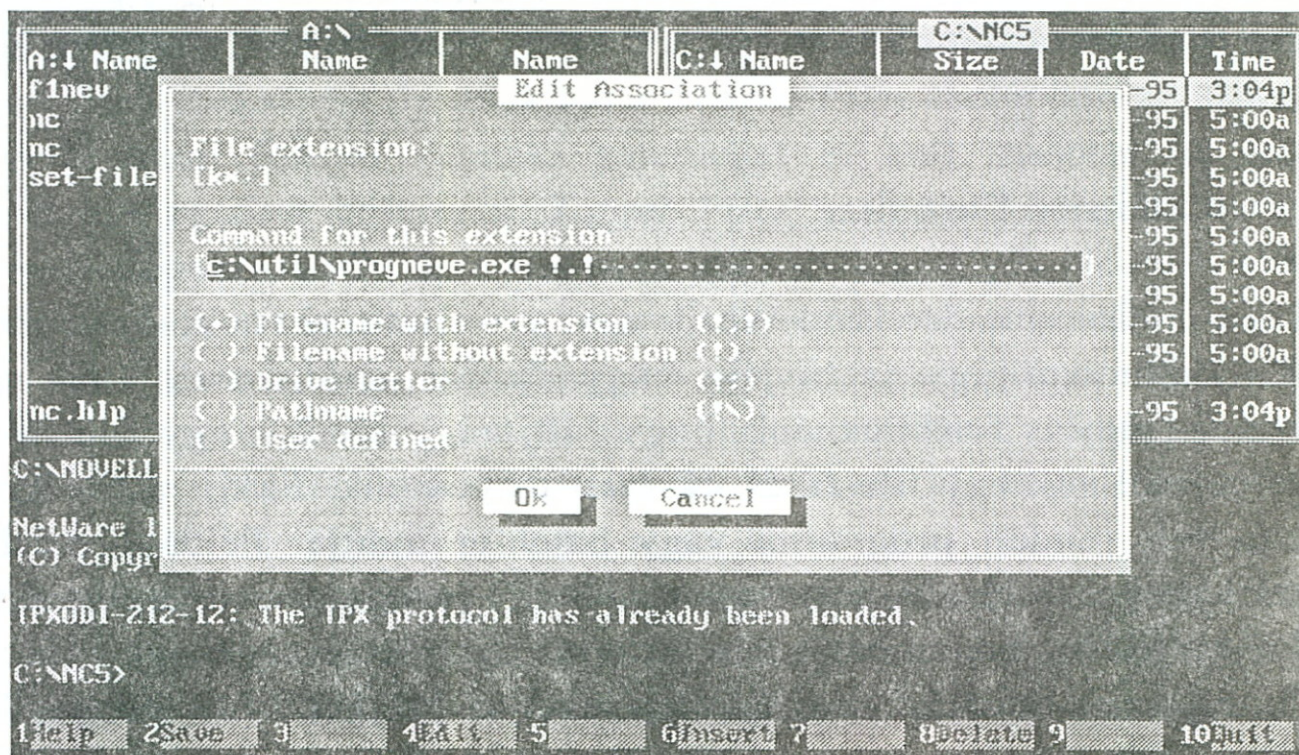 A:\ C:\NC5
A:↓ Name Name Name C:↓ Name Size Date Time
f1nev Edit Association -95 3:04p
nc -95 5:00a
nc File extension: -95 5:00a
set-file [k*·] -95 5:00a
-95 5:00a
Command for this extension -95 5:00a
[c:\util\progneve.exe !.!] -95 5:00a
-95 5:00a
(•) Filename with extension (!.!) -95 5:00a
( ) Filename without extension (!) -95 5:00a
( ) Drive letter (!:)
( ) Pathname (!\)
nc.hlp -95 3:04p
( ) User defined
C:\NOVELL
Ok Cancel
NetWare
(C) Copyr
IPXODI-212-12: The IPX protocol has already been loaded.
C:\NC5>
1Help 2Save 3 4Edit 5 6Insert 7 8Delete 9 10Quit